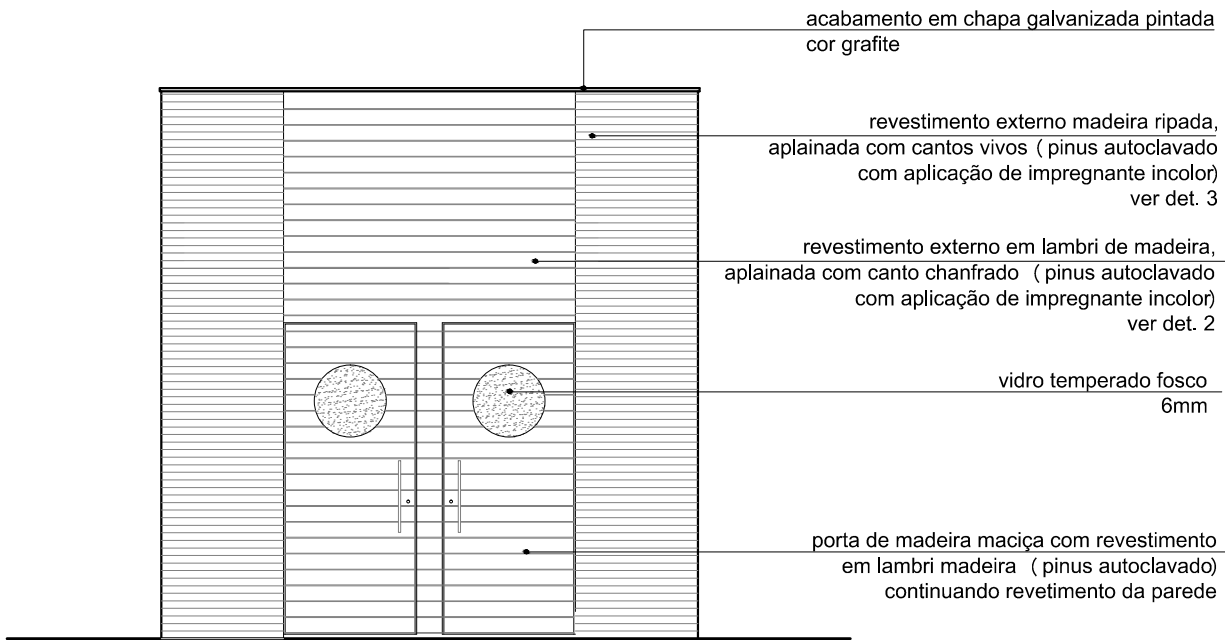 acabamento em chapa galvanizada pintada
cor grafite
revestimento externo madeira ripada,
aplainada com cantos vivos ( pinus autoclavado
com aplicação de impregnante incolor)
ver det. 3
revestimento externo em lambri de madeira,
aplainada com canto chanfrado ( pinus autoclavado
com aplicação de impregnante incolor)
ver det. 2
vidro temperado fosco
6mm
porta de madeira maciça com revestimento
em lambri madeira ( pinus autoclavado)
continuando revetimento da parede